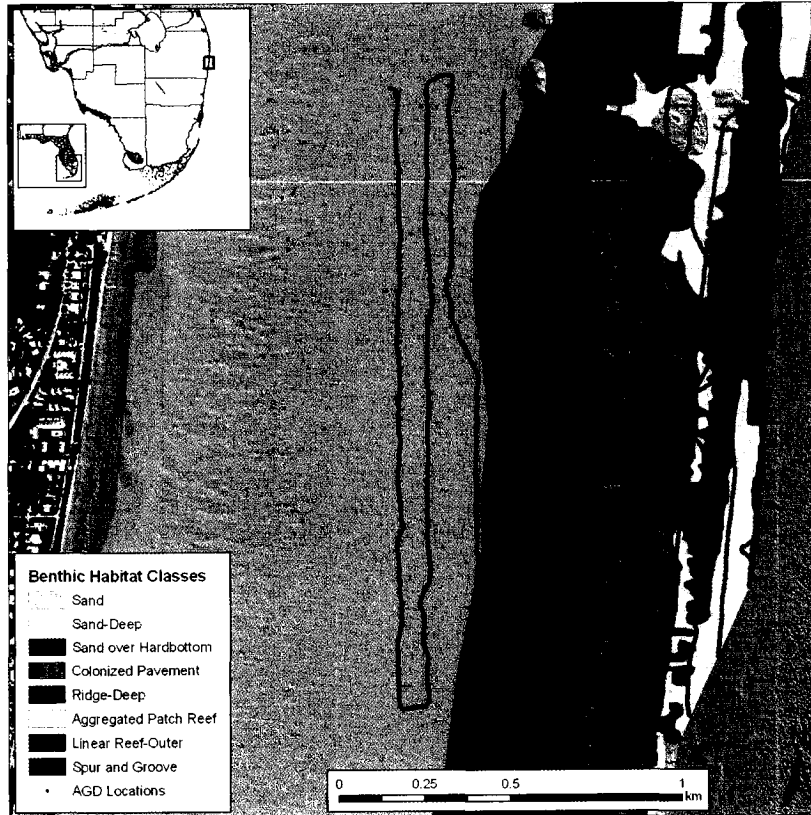 Benthic Habitat Classes
Sand
Sand-Deep
Sand over Hardbottom
Colonized Pavement
Ridge-Deep
Aggregated Patch Reef
Linear Reef-Outer
Spur and Groove
AGD Locations
0 0.25 0.5 1
km